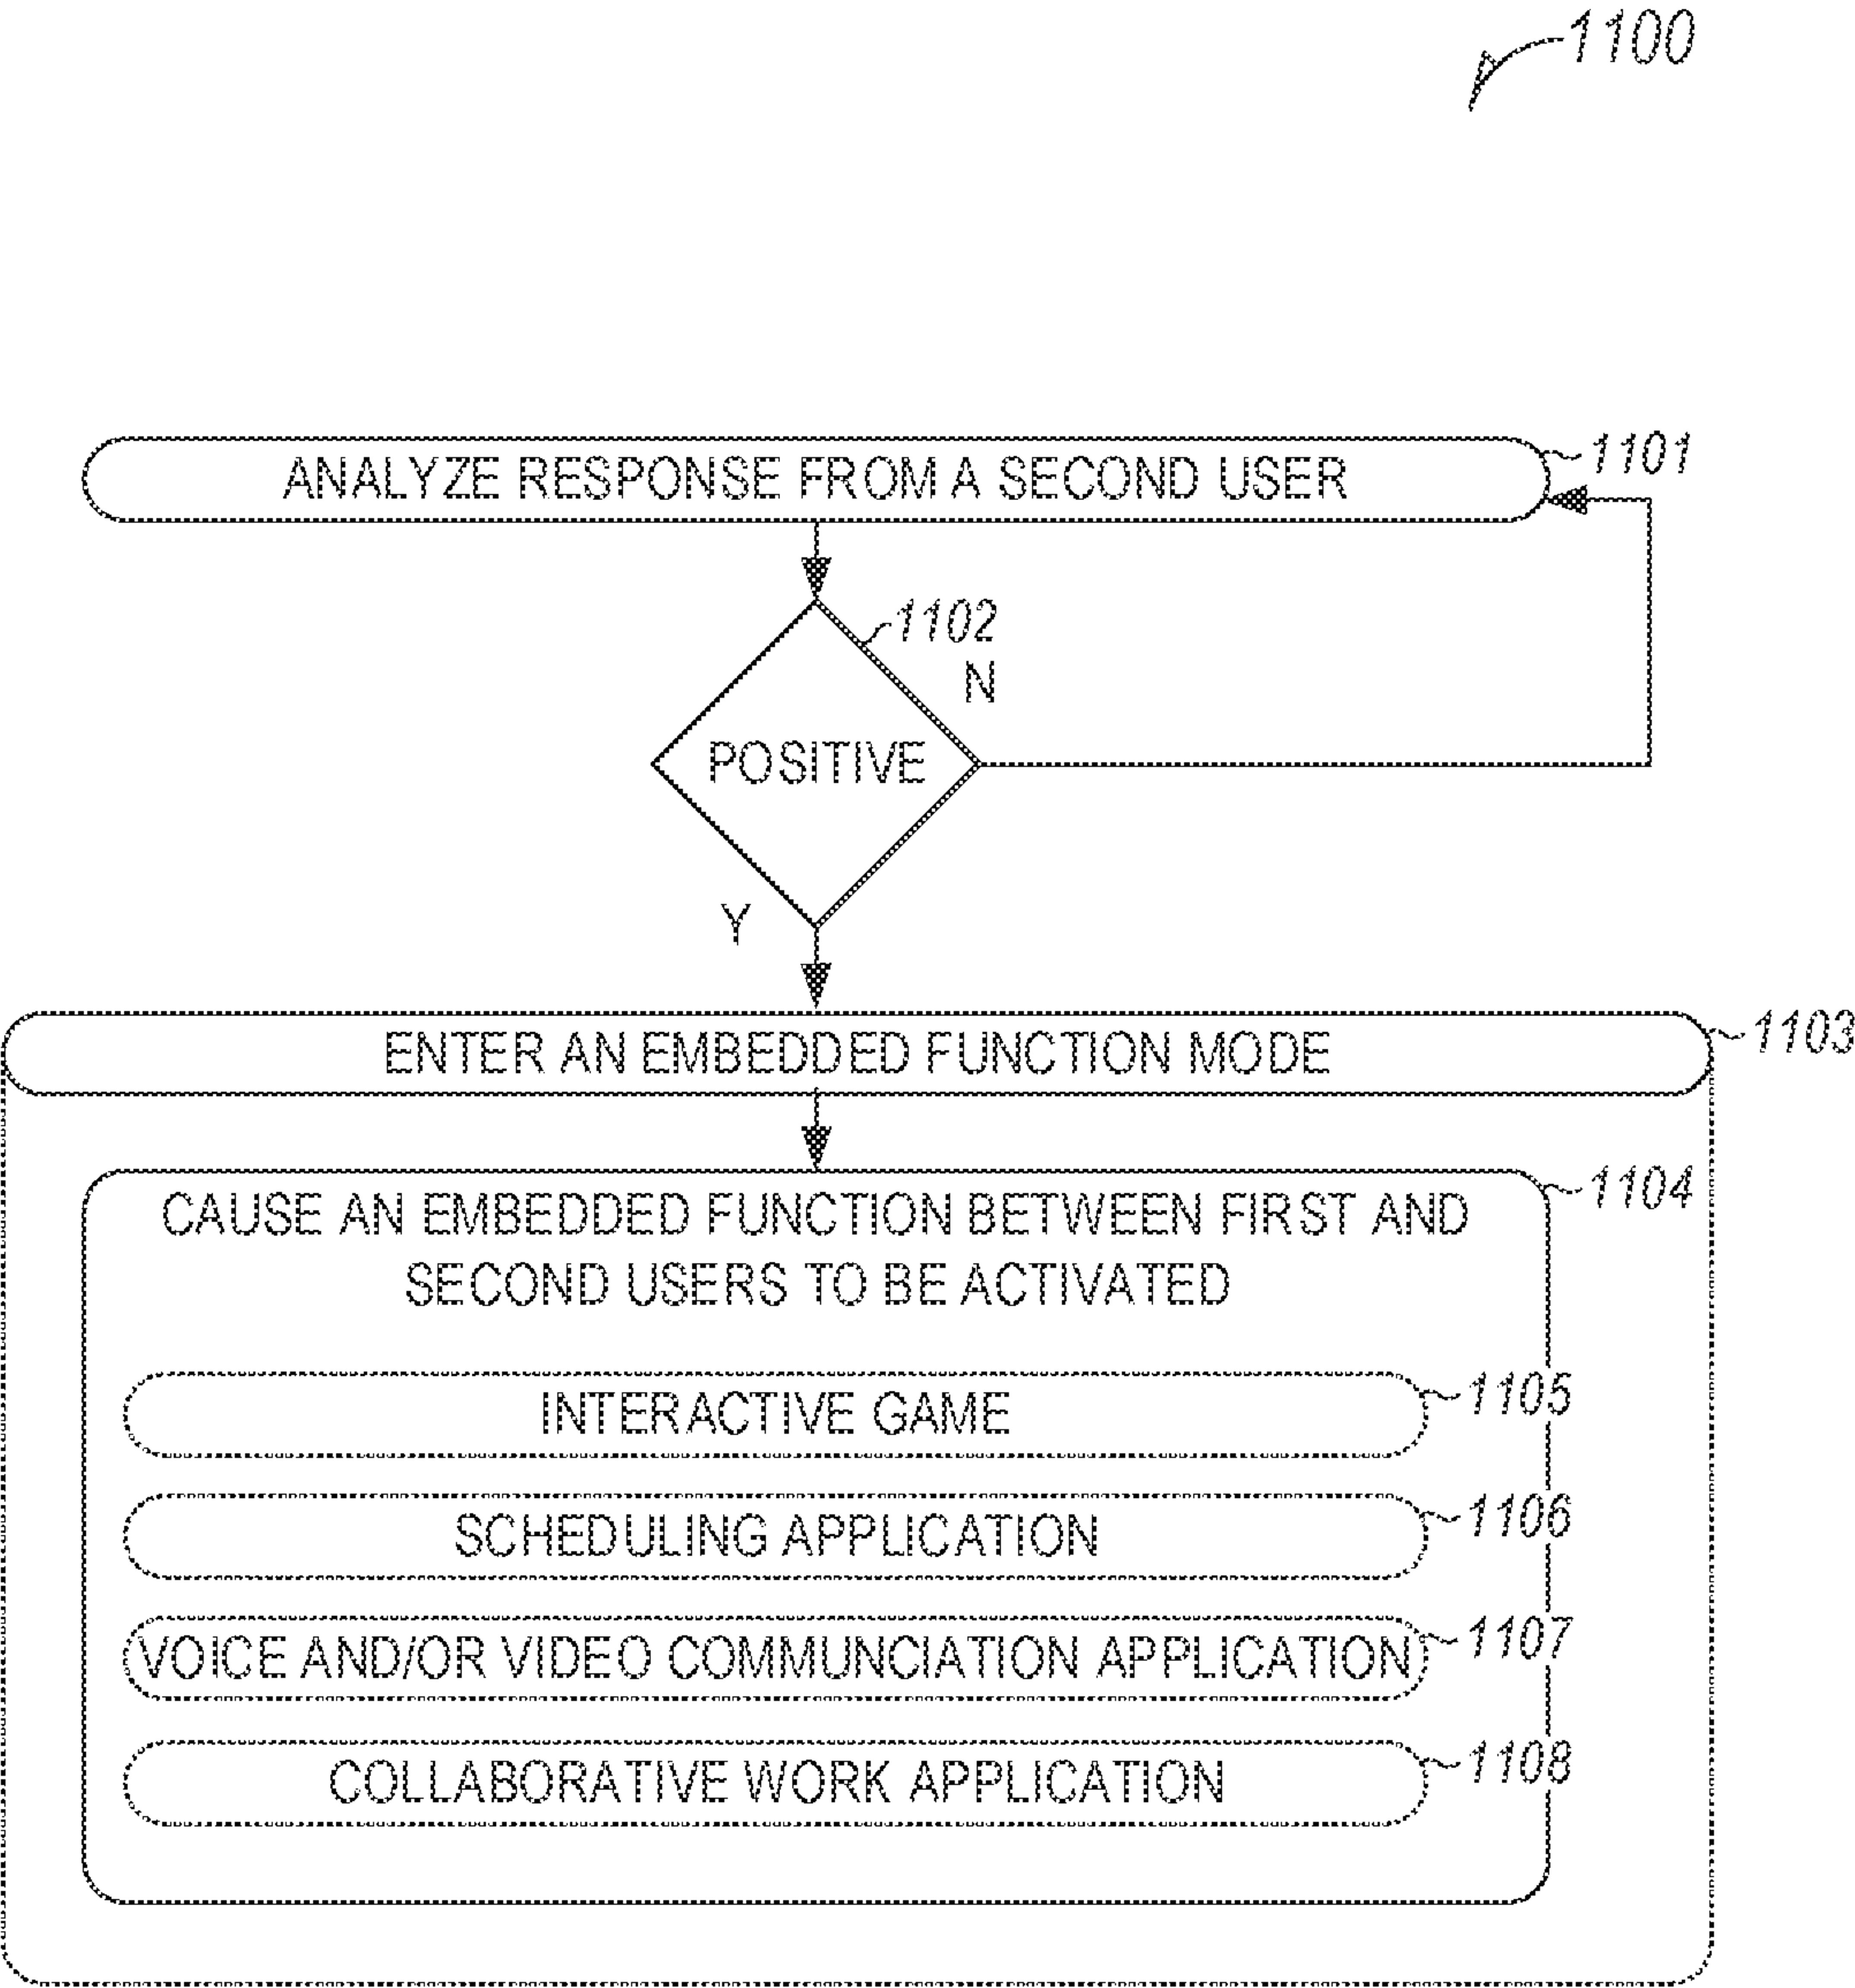 1100
ANALYZE RESPONSE FROM A SECOND USER
1101
1102
N
POSITIVE
Y
ENTER AN EMBEDDED FUNCTION MODE
1103
CAUSE AN EMBEDDED FUNCTION BETWEEN FIRST AND
1104
SECOND USERS TO BE ACTIVATED
INTERACTIVE GAME
1105
SCHEDULING APPLICATION
1106
VOICE AND/OR VIDEO COMMUNCIATION APPLICATION
1107
COLLABORATIVE WORK APPLICATION
1108